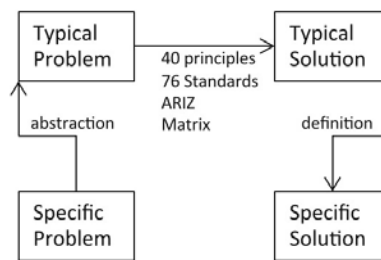 Typical
Problem
40 principles
76 Standards
ARIZ
Matrix
Typical
Solution
abstraction
definition
Specific
Problem
Specific
Solution